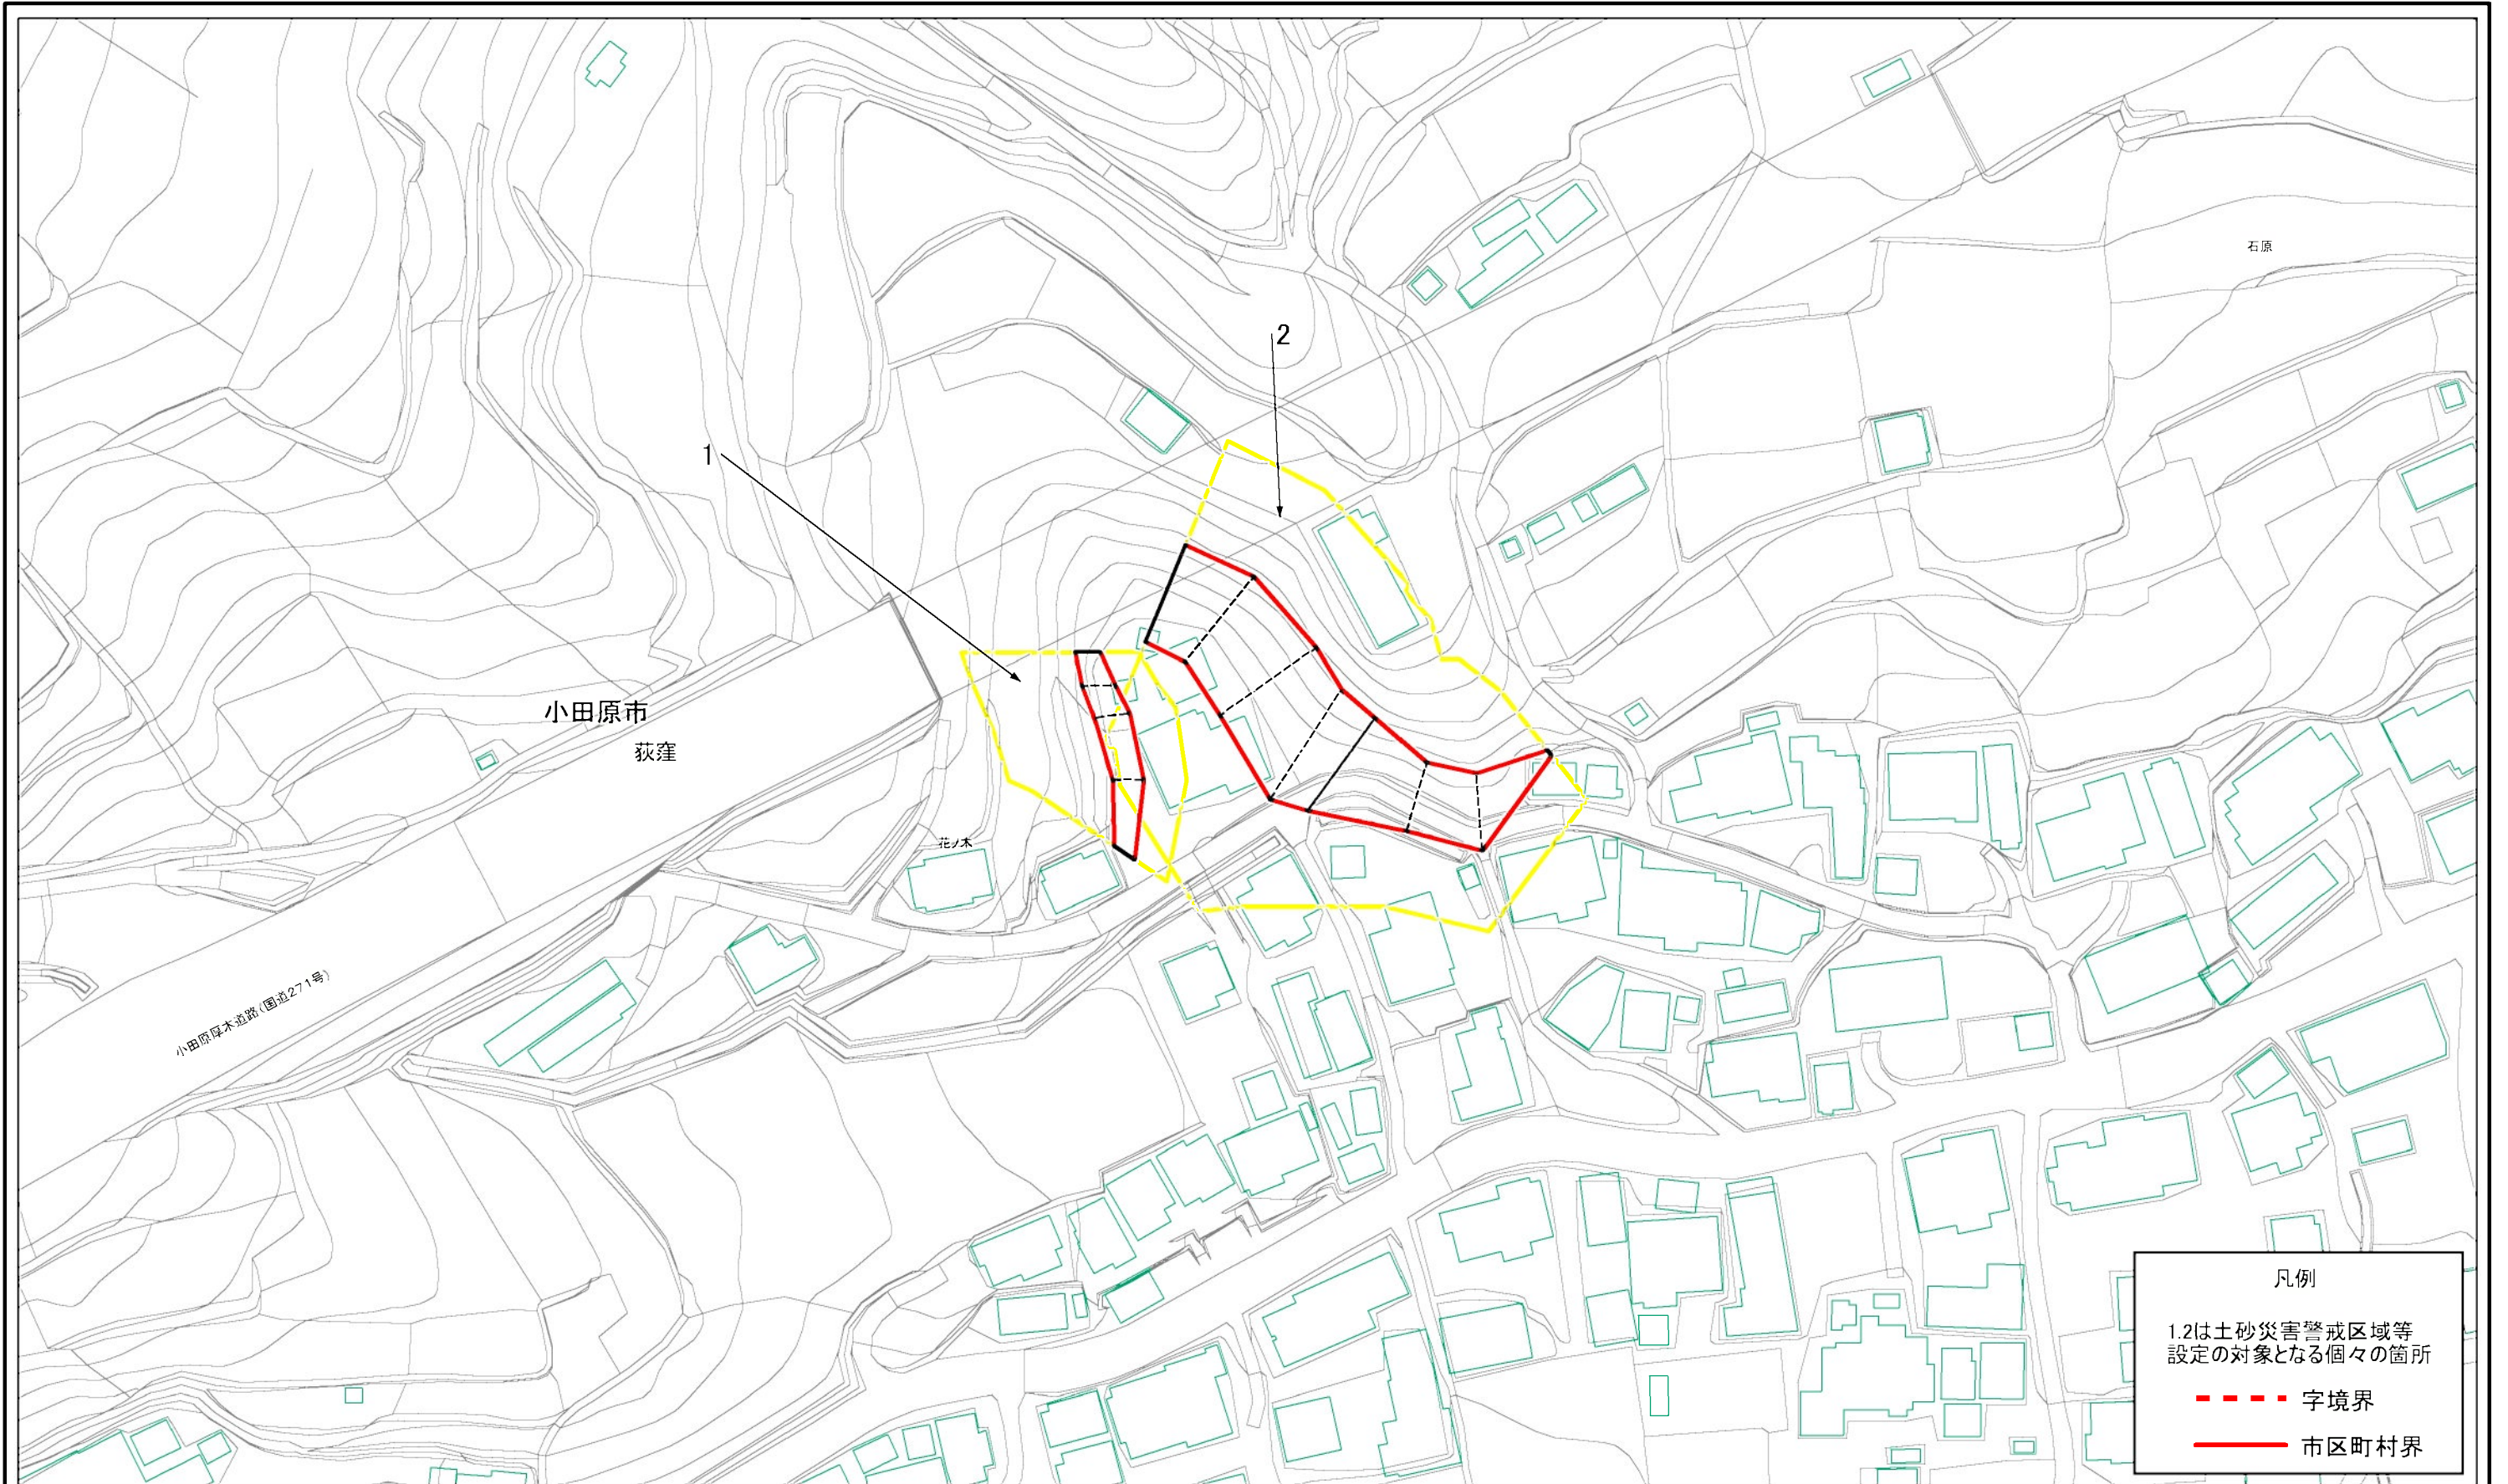 石原
2
1
小田原市
荻窪
花ノ木
小田原厚木道路(国道271号)
凡例
1.2は土砂災害警戒区域等
設定の対象となる個々の箇所
字境界
市区町村界